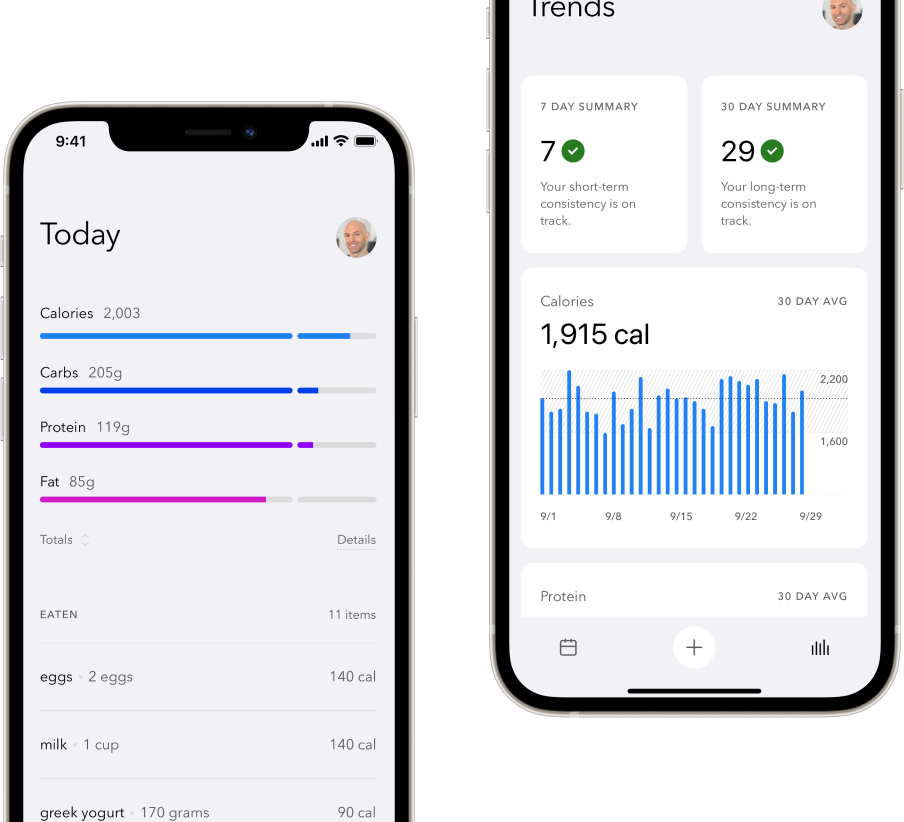 9:41
Today
Calories 2,003
Carbs 205g
Protein 119g
Fat 85g
Totals Details
EATEN 11 items
eggs • 2 eggs 140 cal
milk • 1 cup 140 cal
greek yogurt • 170 grams 90 cal
Trends
7 DAY SUMMARY
7
Your short-term
consistency is on
track.
30 DAY SUMMARY
29
Your long-term
consistency is on
track.
Calories 30 DAY AVG
1,915 cal
2,200
1,600
9/1 9/8 9/15 9/22 9/29
Protein 30 DAY AVG